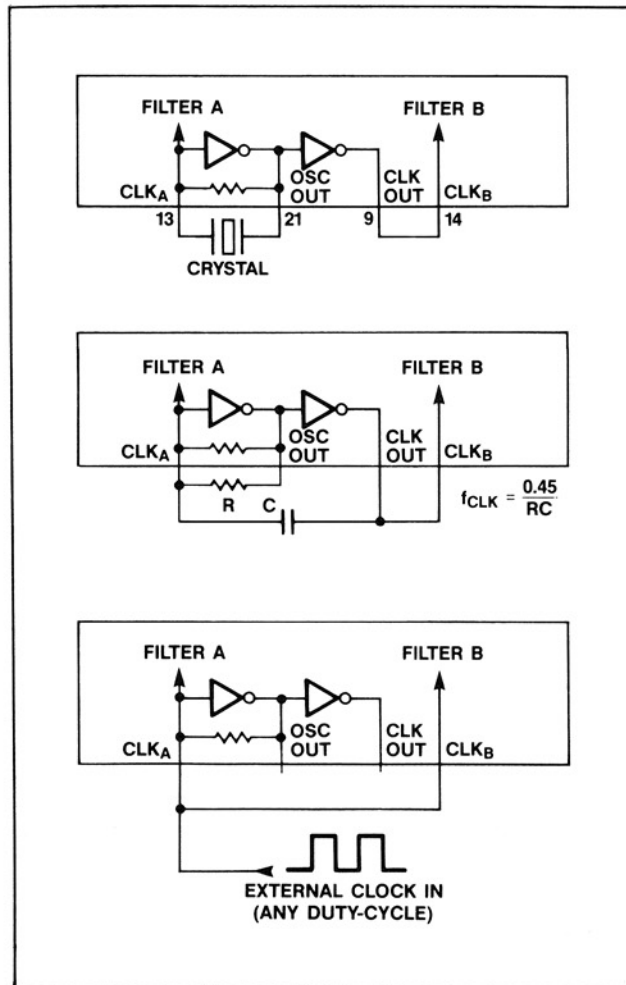 FILTER A FILTER B
CLKA OSC OUT CLK OUT CLKB
13 21 9 14
CRYSTAL
FILTER A FILTER B
CLKA OSC OUT CLK OUT CLKB
R C fCLK = 0.45/RC
FILTER A FILTER B
CLKA OSC OUT CLK OUT CLKB
EXTERNAL CLOCK IN
(ANY DUTY-CYCLE)